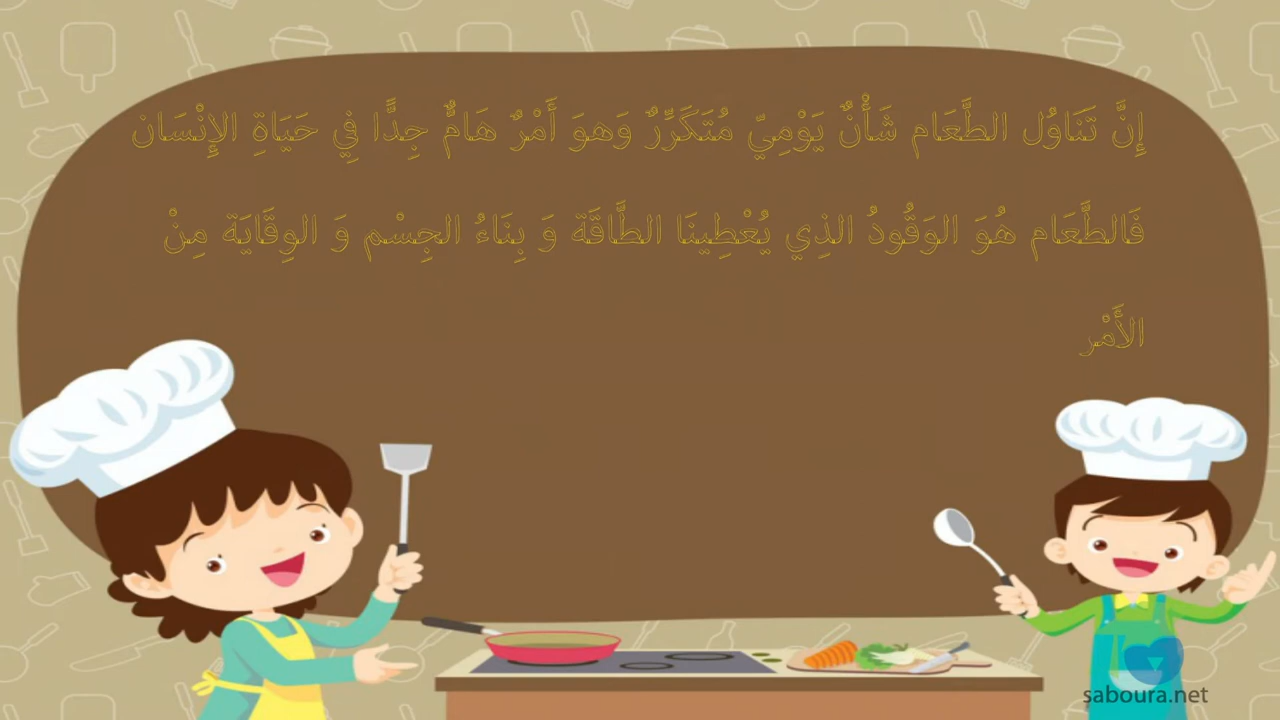 إِنَّ تَنَاوُل الطَّعَام شَأْنٌ يَوْمِيّ مُتَكَرِّرٌ وَهوَ أَمْرٌ هَامٌّ جِدًّا فِي حَيَاةِ الإِنْسَان
فَالطَّعَام هُوَ الوَقُودُ الذِي يُعْطِينَا الطَّاقَة وَ بِنَاءُ الجِسْم وَ الوِقَايَة مِنْ
الأَمْر
saboura.net